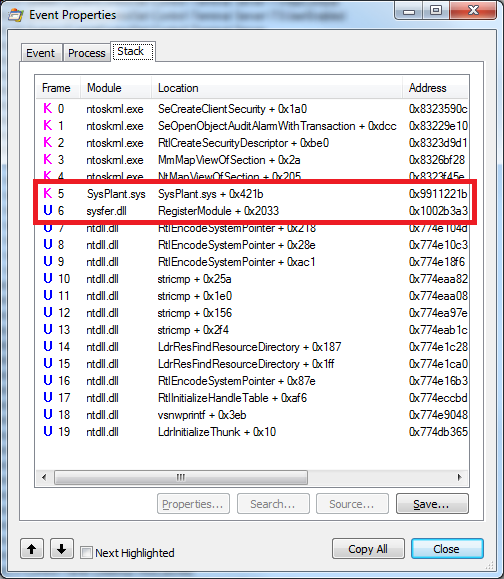 Event Properties
Event Process Stack
Frame Module Location Address
K 0 ntoskrnl.exe SeCreateClientSecurity + 0x1a0 0x8323590c
K 1 ntoskrnl.exe SeOpenObjectAuditAlarmWithTransaction + 0xdcc 0x83229e10
K 2 ntoskrnl.exe RtlCreateSecurityDescriptor + 0xbe0 0x8323d9d1
K 3 ntoskrnl.exe MmMapViewOfSection + 0x2a 0x8326bf28
K 4 ntoskrnl.exe NtMapViewOfSection + 0x205 0x8323f45e
K 5 SysPlant.sys SysPlant.sys + 0x421b 0x9911221b
U 6 sysfer.dll RegisterModule + 0x2033 0x1002b3a3
U 7 ntdll.dll RtlEncodeSystemPointer + 0x218 0x774e104d
U 8 ntdll.dll RtlEncodeSystemPointer + 0x28e 0x774e10c3
U 9 ntdll.dll RtlEncodeSystemPointer + 0xac1 0x774e18f6
U 10 ntdll.dll stricmp + 0x25a 0x774eaa82
U 11 ntdll.dll stricmp + 0x1e0 0x774eaa08
U 12 ntdll.dll stricmp + 0x156 0x774ea97e
U 13 ntdll.dll stricmp + 0x2f4 0x774eab1c
U 14 ntdll.dll LdrResFindResourceDirectory + 0x187 0x774e1c28
U 15 ntdll.dll LdrResFindResourceDirectory + 0x1ff 0x774e1ca0
U 16 ntdll.dll RtlEncodeSystemPointer + 0x87e 0x774e16b3
U 17 ntdll.dll RtlInitializeHandleTable + 0xaf6 0x774eccbd
U 18 ntdll.dll vsnwprintf + 0x3eb 0x774e9048
U 19 ntdll.dll LdrInitializeThunk + 0x10 0x774db365
Properties... Search... Source... Save...
Next Highlighted Copy All Close